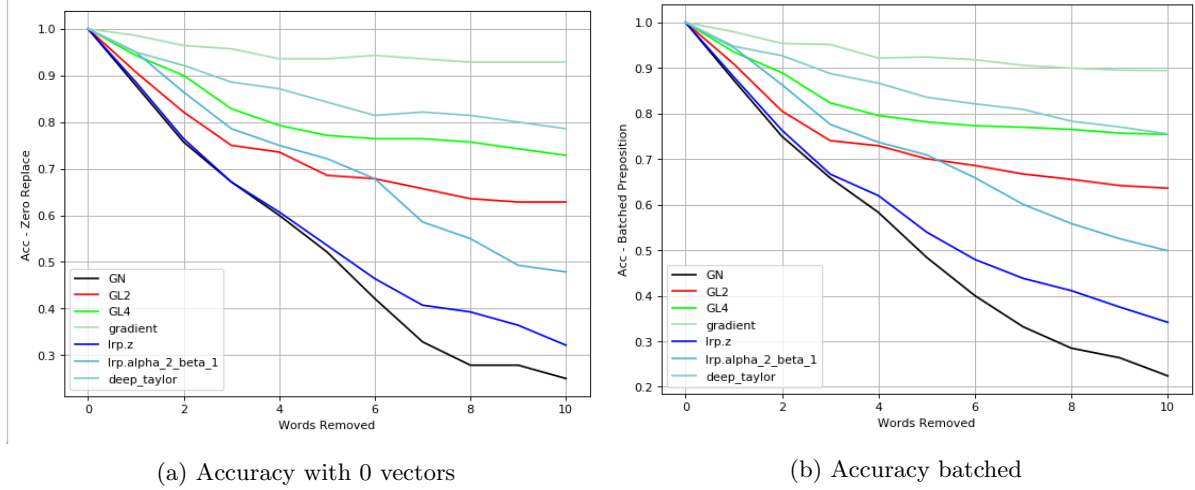 1.0
0.9
0.8
0.7
0.6
0.5
0.4
0.3
Acc - Zero Replace
GN
GL2
GL4
gradient
lrp.z
lrp.alpha_2_beta_1
deep_taylor
0 2 4 6 8 10
Words Removed
(a) Accuracy with 0 vectors
1.0
0.9
0.8
0.7
0.6
0.5
0.4
0.3
0.2
Acc - Batched Preposition
GN
GL2
GL4
gradient
lrp.z
lrp.alpha_2_beta_1
deep_taylor
0 2 4 6 8 10
Words Removed
(b) Accuracy batched